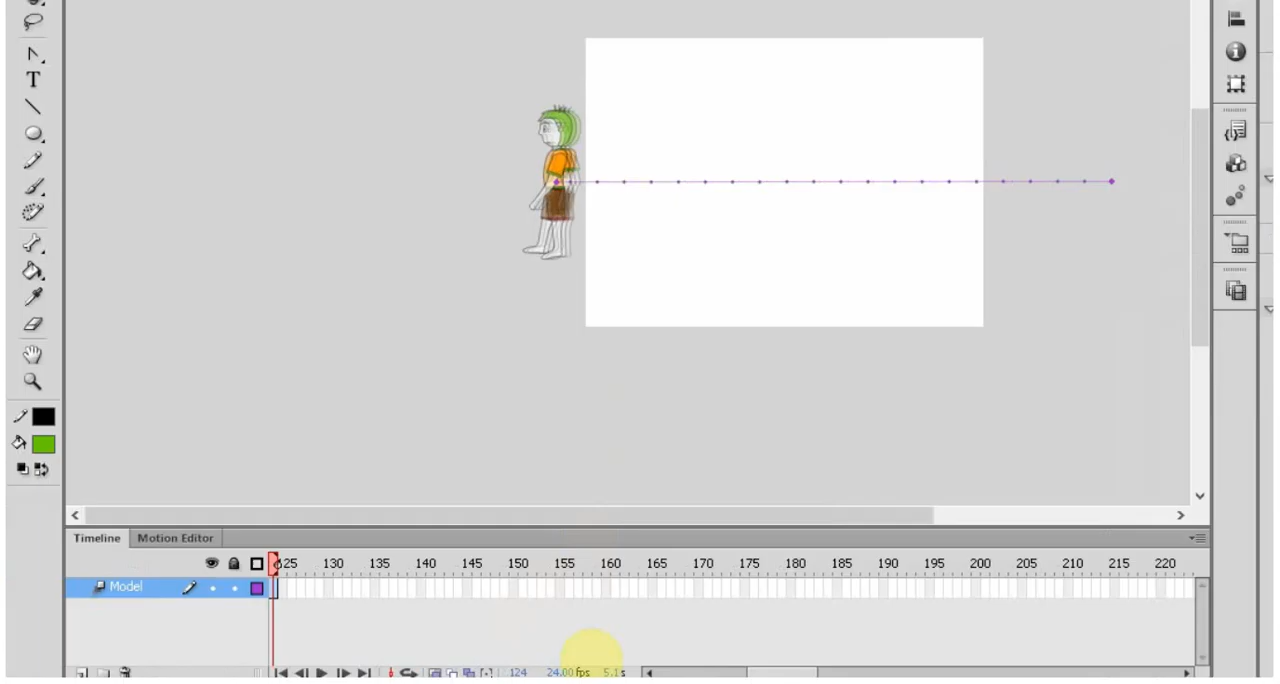 T
Timeline Motion Editor
125 130 135 140 145 150 155 160 165 170 175 180 185 190 195 200 205 210 215 220
Model
124 24.00 fps 5.1s